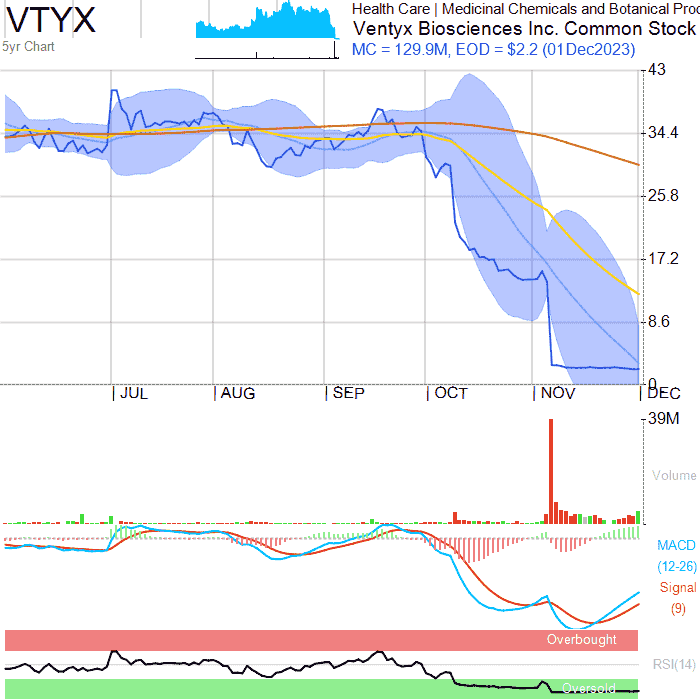 VTYX
5yr Chart
Health Care | Medicinal Chemicals and Botanical Pro
Ventyx Biosciences Inc. Common Stock
MC = 129.9M, EOD = $2.2 (01Dec2023)
43
34.4
25.8
17.2
8.6
0
JUL AUG SEP OCT NOV DEC
39M
Volume
MACD
(12-26)
Signal
(9)
Overbought
RSI(14)
Oversold